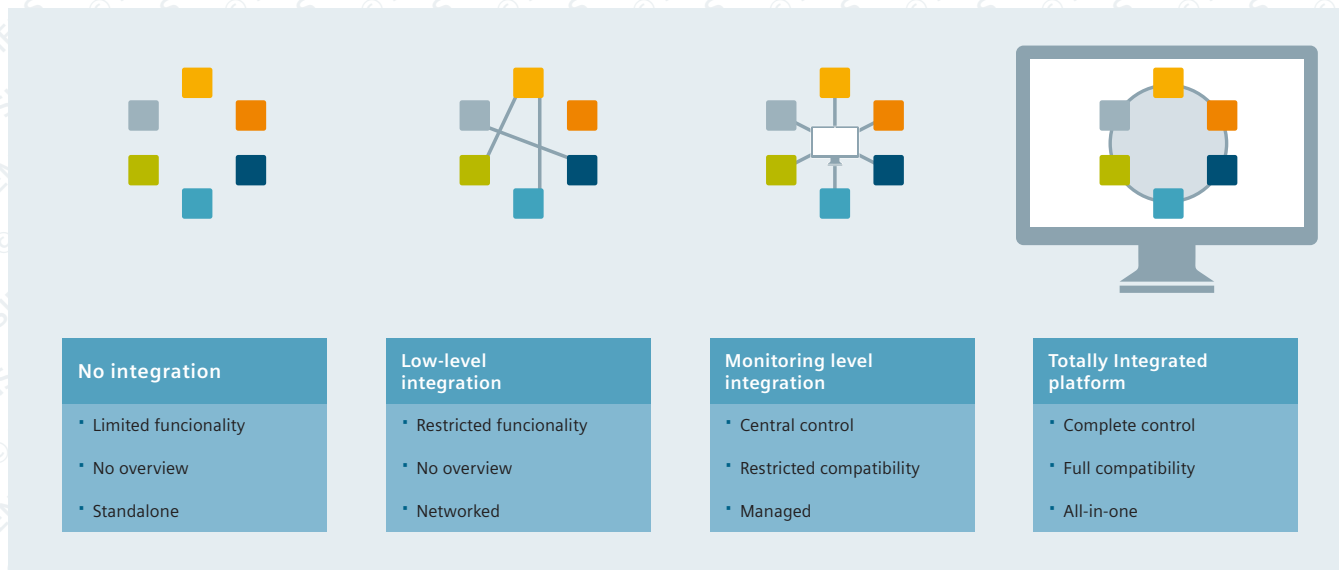 No integration
Limited funcionality
No overview
Standalone
Low-level
integration
Restricted funcionality
No overview
Networked
Monitoring level
integration
Central control
Restricted compatibility
Managed
Totally Integrated
platform
Complete control
Full compatibility
All-in-one